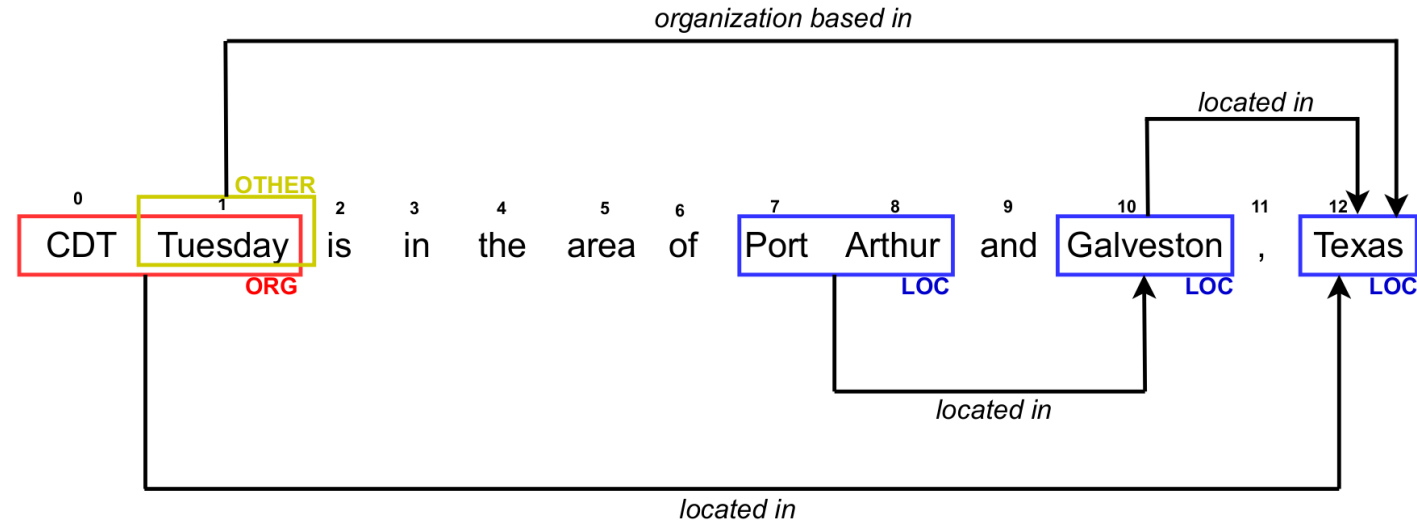 organization based in
located in
OTHER
0 1 2 3 4 5 6 7 8 9 10 11 12
CDT Tuesday is in the area of Port Arthur and Galveston , Texas
ORG LOC LOC LOC
located in
located in